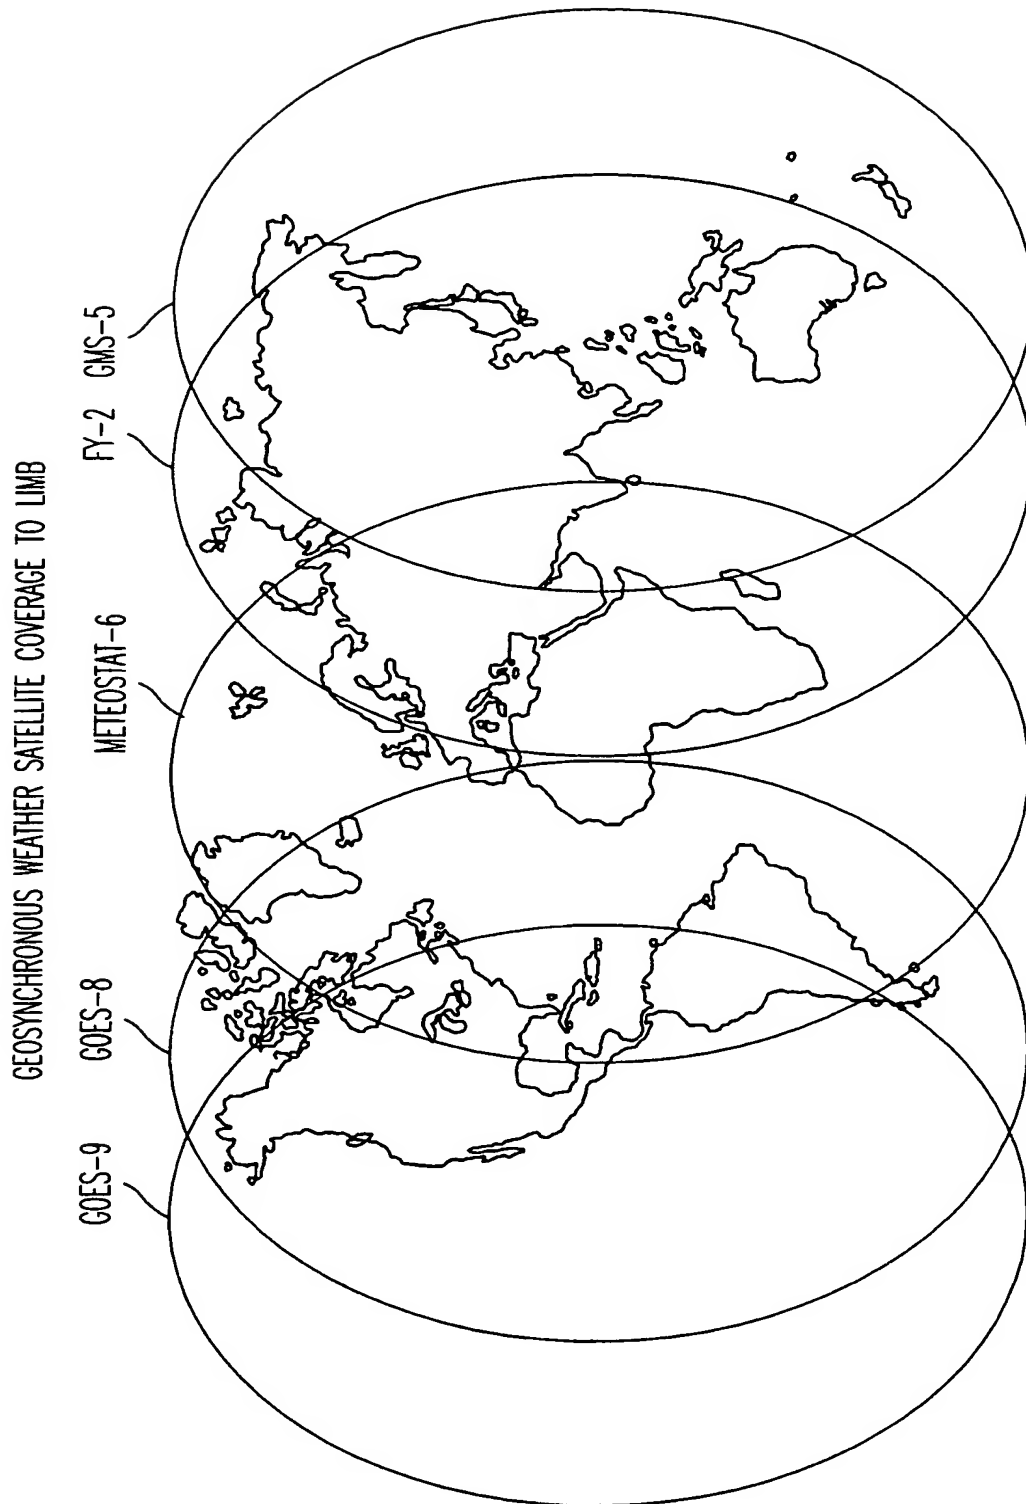 GEOSYNCHRONOUS WEATHER SATELLITE COVERAGE TO LIMB
GOES-9
GOES-8
METEOSTAT-6
FY-2
GMS-5